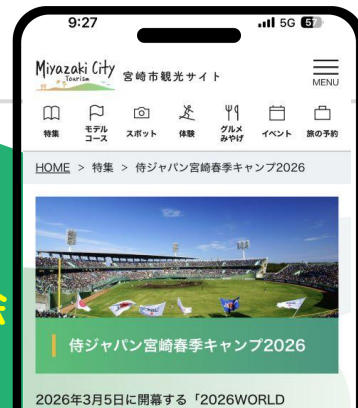 9:27
5G 57
Miyazaki City
Tourism
宮崎市観光サイト
MENU
特集
モデル
コース
スポット
体験
グルメ
みやげ
イベント
旅の予約
HOME > 特集 > 侍ジャパン宮崎春季キャンプ2026
侍ジャパン宮崎春季キャンプ2026
2026年3月5日に開幕する「2026WORLD